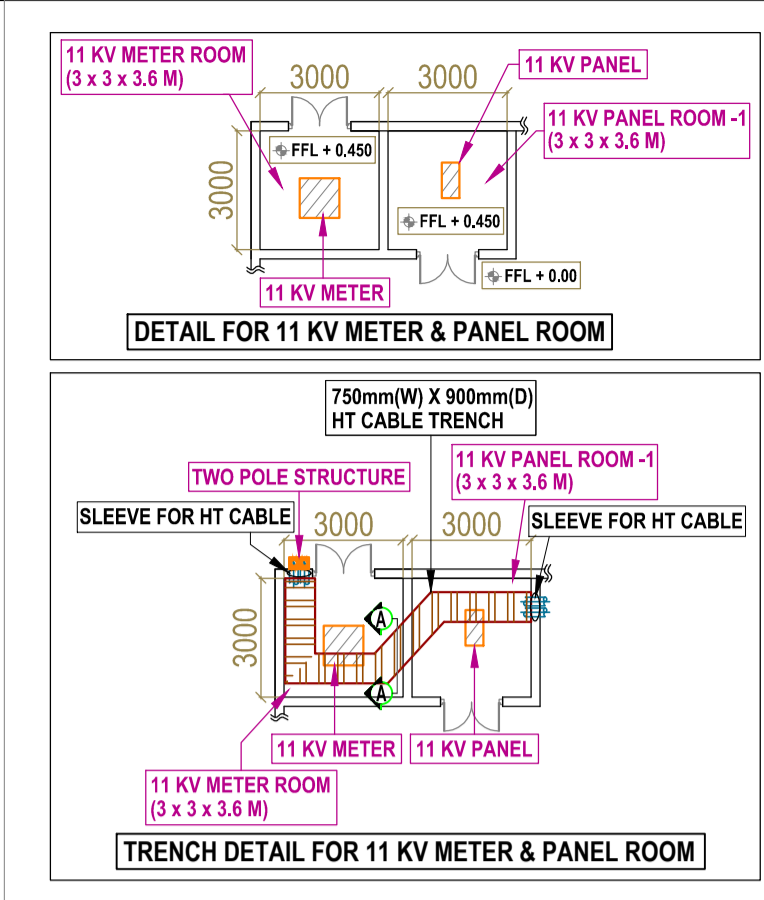 11 KV METER ROOM
(3 x 3 x 3.6 M)
3000
3000
11 KV PANEL
11 KV PANEL ROOM -1
(3 x 3 x 3.6 M)
FFL + 0.450
3000
FFL + 0.450
FFL + 0.00
11 KV METER
DETAIL FOR 11 KV METER & PANEL ROOM
750mm(W) X 900mm(D)
HT CABLE TRENCH
11 KV PANEL ROOM -1
(3 x 3 x 3.6 M)
TWO POLE STRUCTURE
SLEEVE FOR HT CABLE
3000
3000
SLEEVE FOR HT CABLE
A
3000
A
11 KV METER
11 KV PANEL
11 KV METER ROOM
(3 x 3 x 3.6 M)
TRENCH DETAIL FOR 11 KV METER & PANEL ROOM